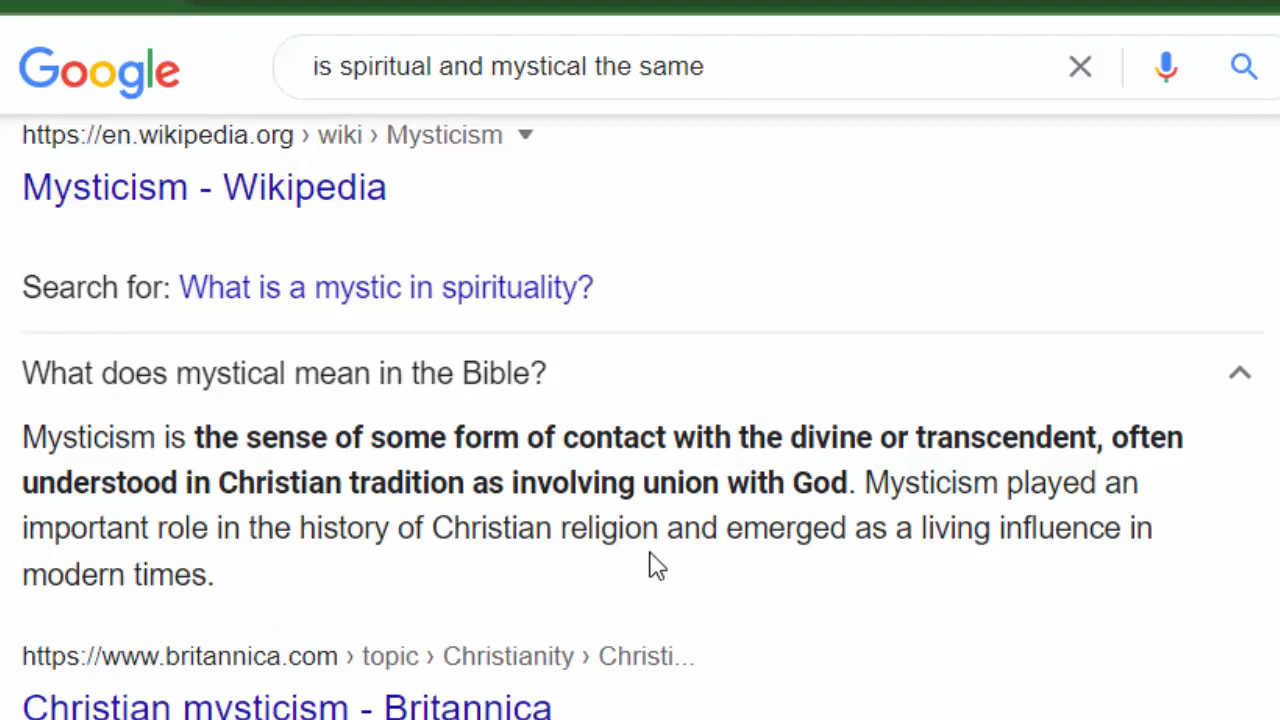 Google
is spiritual and mystical the same
https://en.wikipedia.org › wiki › Mysticism
Mysticism - Wikipedia
Search for: What is a mystic in spirituality?
What does mystical mean in the Bible?
Mysticism is the sense of some form of contact with the divine or transcendent, often
understood in Christian tradition as involving union with God. Mysticism played an
important role in the history of Christian religion and emerged as a living influence in
modern times.
https://www.britannica.com › topic › Christianity › Christi...
Christian mysticism - Britannica